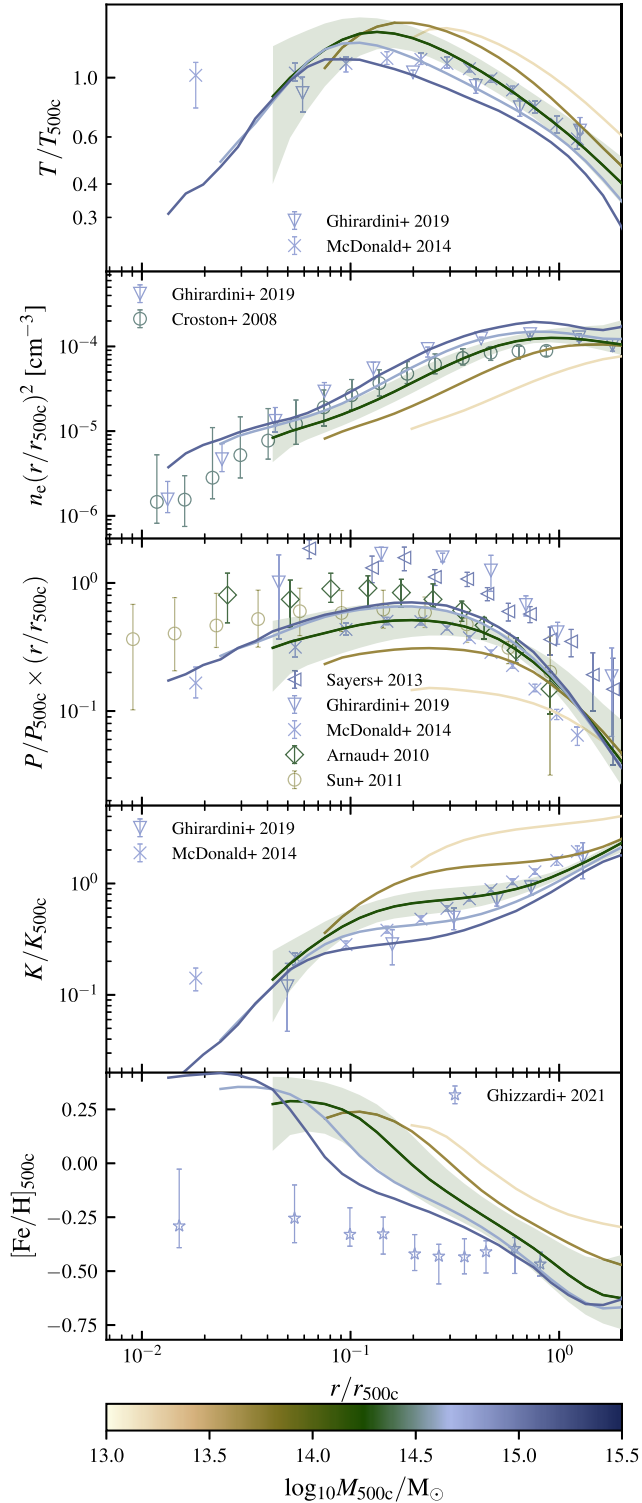 T/T500c
1.0
0.6
0.4
0.3
Ghirardini+ 2019
McDonald+ 2014
ne(r/r500c)² [cm⁻³]
Ghirardini+ 2019
Croston+ 2008
10⁻⁴
10⁻⁵
10⁻⁶
P/P500c × (r/r500c)
10⁰
10⁻¹
Sayers+ 2013
Ghirardini+ 2019
McDonald+ 2014
Arnaud+ 2010
Sun+ 2011
K/K500c
Ghirardini+ 2019
McDonald+ 2014
10⁰
10⁻¹
[Fe/H]500c
Ghizzardi+ 2021
0.25
0.00
−0.25
−0.50
−0.75
10⁻² 10⁻¹ 10⁰
r/r500c
13.0 13.5 14.0 14.5 15.0 15.5
log₁₀M500c/M⊙